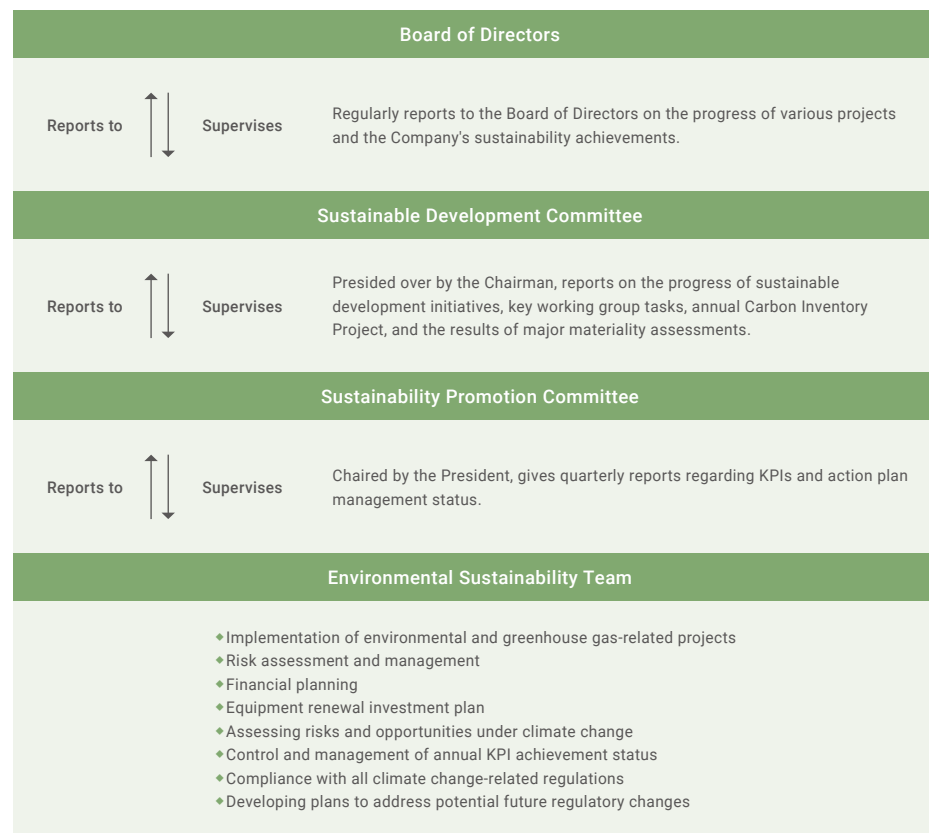 Board of Directors
Reports to
Supervises
Regularly reports to the Board of Directors on the progress of various projects
and the Company's sustainability achievements.
Sustainable Development Committee
Reports to
Supervises
Presided over by the Chairman, reports on the progress of sustainable
development initiatives, key working group tasks, annual Carbon Inventory
Project, and the results of major materiality assessments.
Sustainability Promotion Committee
Reports to
Supervises
Chaired by the President, gives quarterly reports regarding KPIs and action plan
management status.
Environmental Sustainability Team
◆Implementation of environmental and greenhouse gas-related projects
◆Risk assessment and management
◆Financial planning
◆Equipment renewal investment plan
◆Assessing risks and opportunities under climate change
◆Control and management of annual KPI achievement status
◆Compliance with all climate change-related regulations
◆Developing plans to address potential future regulatory changes